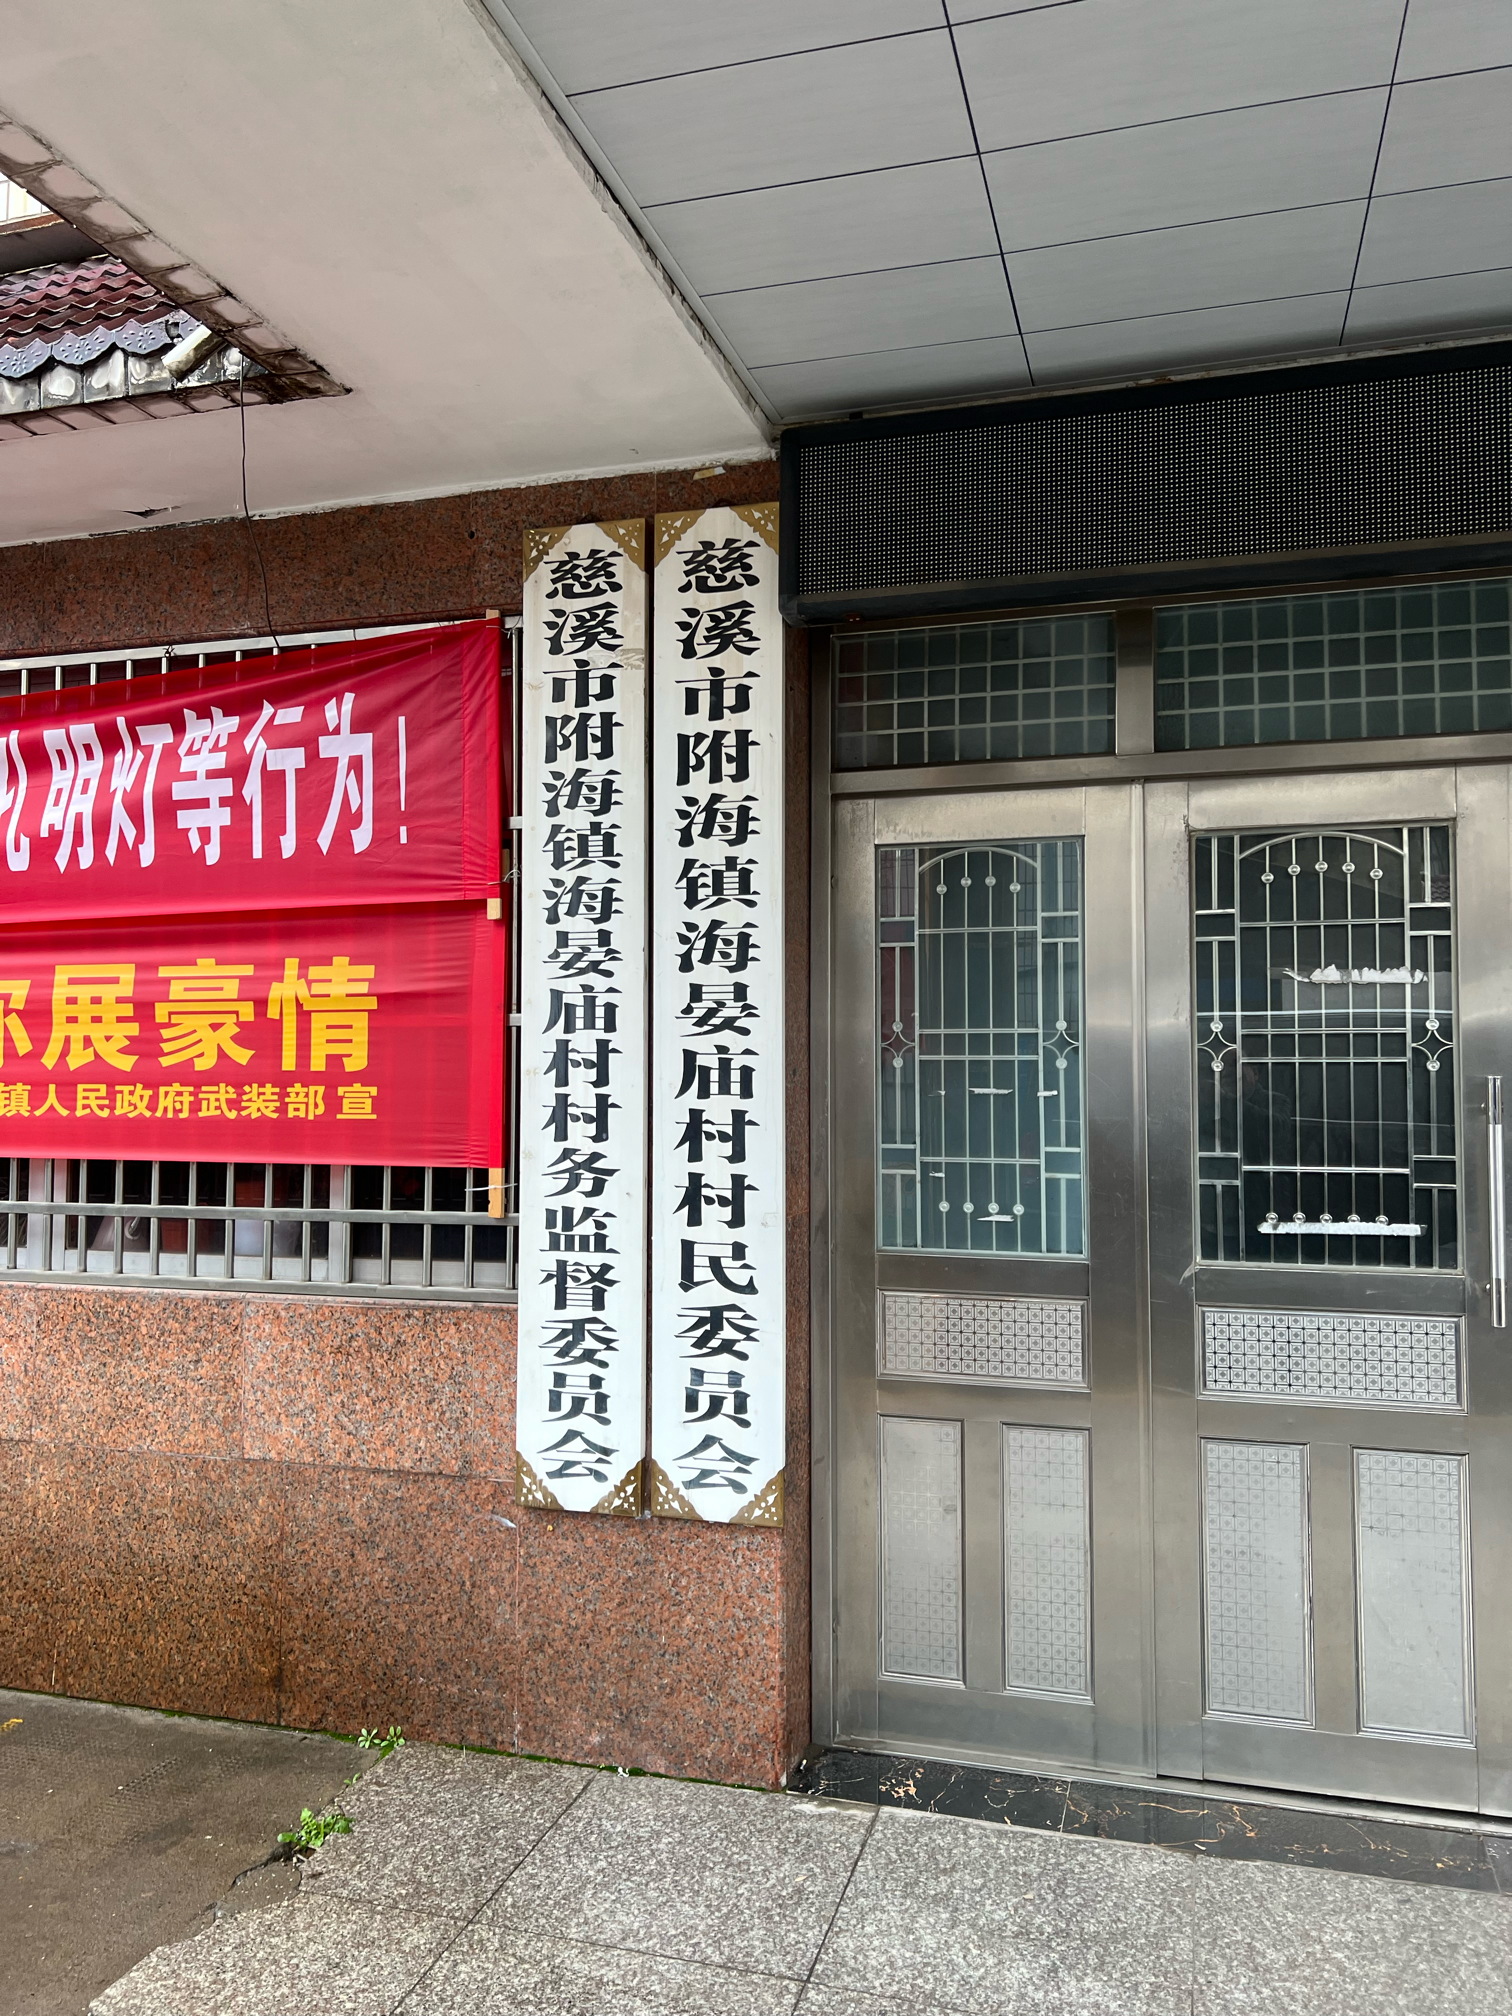 孔明灯等行为！
你展豪情
镇人民政府武装部 宣
慈溪市附海镇海晏庙村村务监督委员会
慈溪市附海镇海晏庙村村民委员会